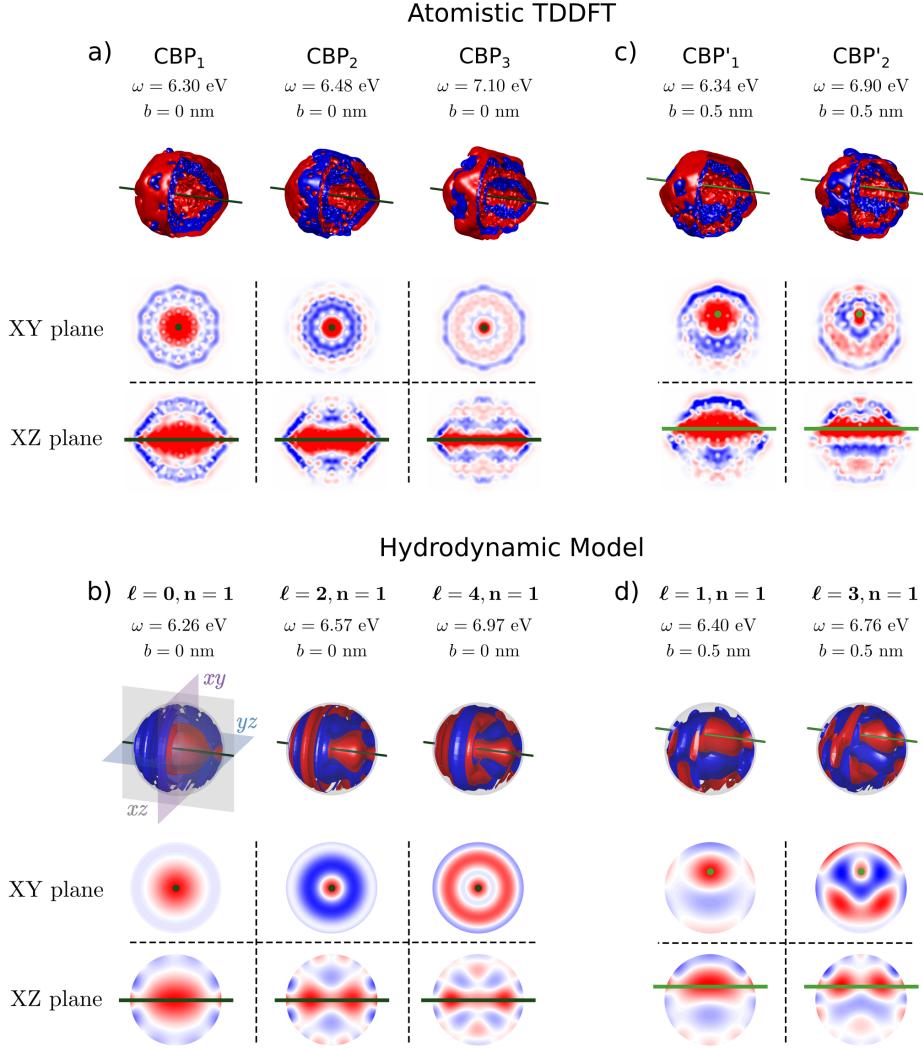 Atomistic TDDFT
a) CBP₁ CBP₂ CBP₃ c) CBP'₁ CBP'₂
ω = 6.30 eV ω = 6.48 eV ω = 7.10 eV ω = 6.34 eV ω = 6.90 eV
b = 0 nm b = 0 nm b = 0 nm b = 0.5 nm b = 0.5 nm
XY plane
XZ plane
Hydrodynamic Model
b) ℓ = 0, n = 1 ℓ = 2, n = 1 ℓ = 4, n = 1 d) ℓ = 1, n = 1 ℓ = 3, n = 1
ω = 6.26 eV ω = 6.57 eV ω = 6.97 eV ω = 6.40 eV ω = 6.76 eV
b = 0 nm b = 0 nm b = 0 nm b = 0.5 nm b = 0.5 nm
xy
yz
xz
XY plane
XZ plane